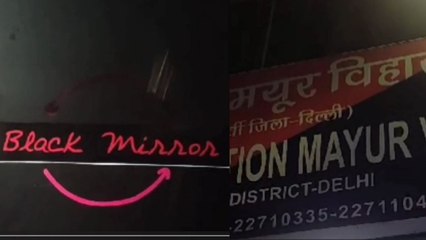 Black Mirror
मयूर विहा
जिला-दिल्ली)
TION MAYUR
DISTRICT-DELHI
-22710335-2271104